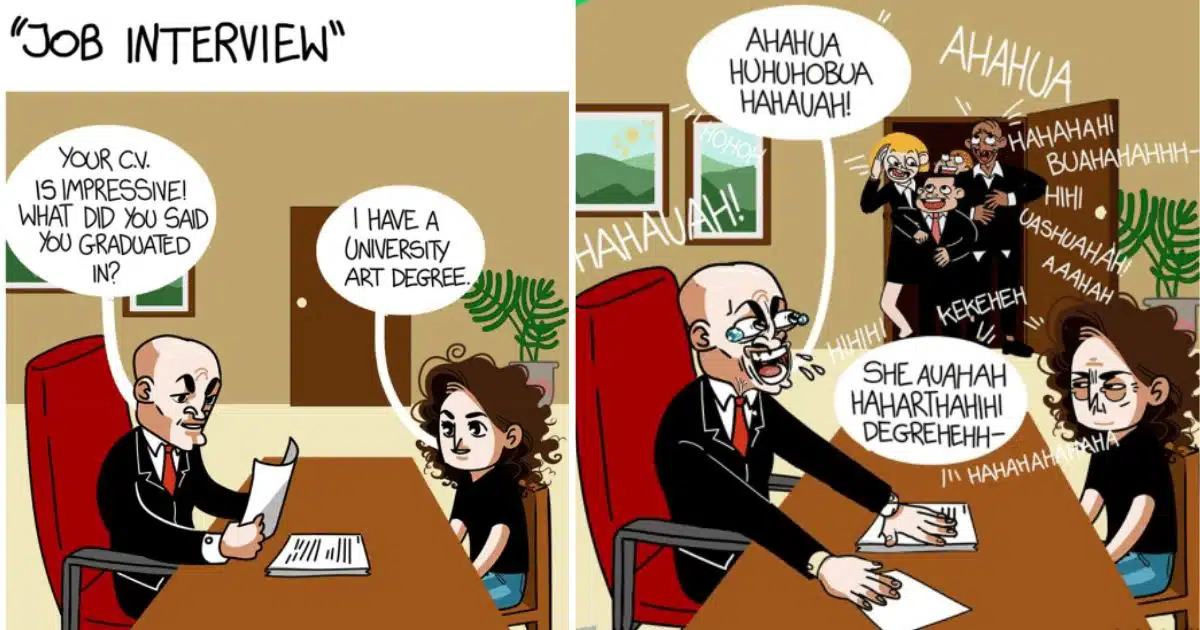 "JOB INTERVIEW"
YOUR C.V.
IS IMPRESSIVE!
WHAT DID YOU SAID
YOU GRADUATED
IN?
I HAVE A
UNIVERSITY
ART DEGREE.
AHAHUA
HUHUHOBUA
HAHAUAH!
AHAHUA
HOHOH
HAHAHAHI
BUAHAHAHHH-
HIHI
UASHUAHAH!
AAAHAH
HAHAUAH!
KEKEHEH
HIHIH!
SHE AUAHAH
HAHARTHAHIHI
DEGREHEHH-
HAHAHAHAHAHA